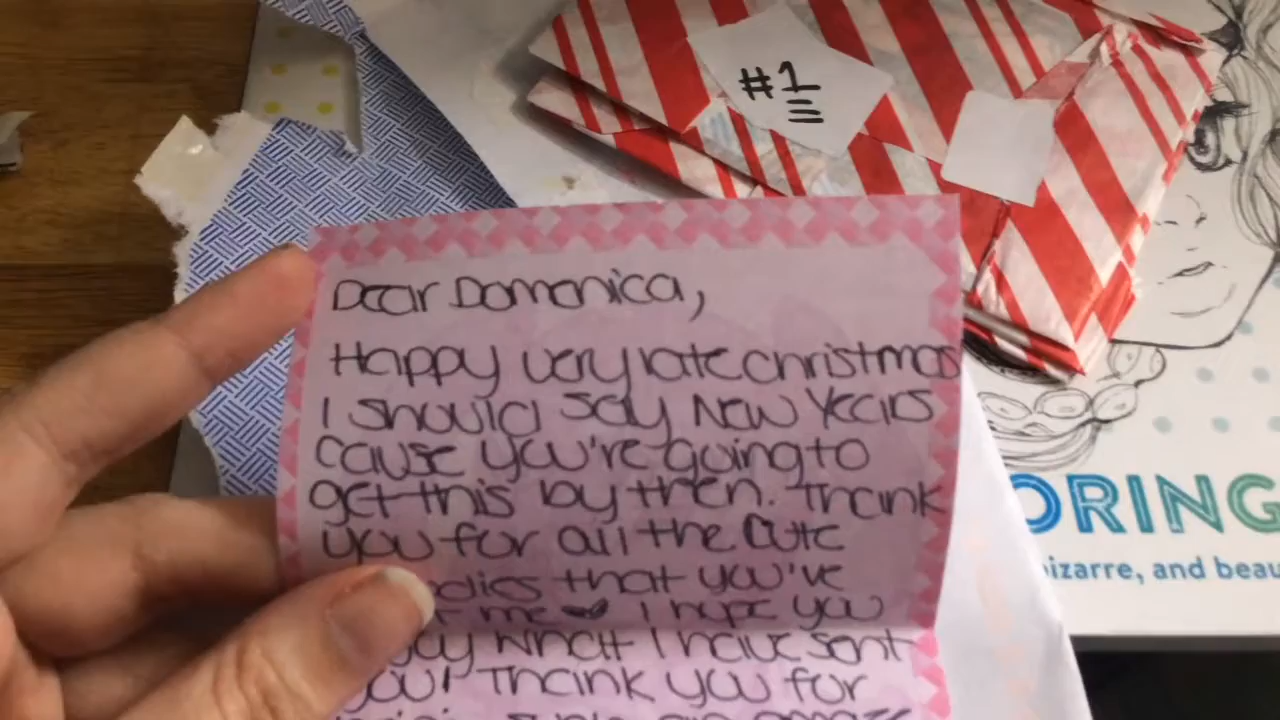 #1
Dear Domenica,
Happy very late christmas
I should say New Years
cause you're going to
get this by then. Thank
you for all the cute
that you've
me I hope you
what I have sent
you! Thank you for
ORING
bizarre, and beau